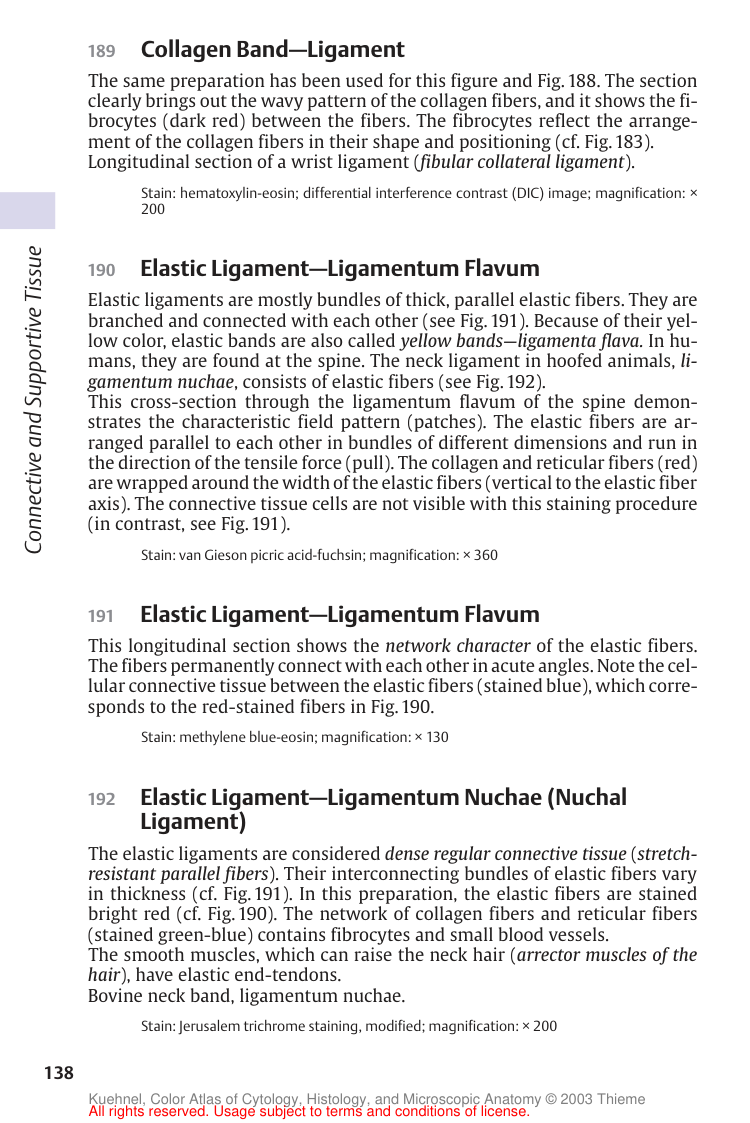 189 Collagen Band—Ligament
The same preparation has been used for this figure and Fig. 188. The section
clearly brings out the wavy pattern of the collagen fibers, and it shows the fi-
brocytes (dark red) between the fibers. The fibrocytes reflect the arrange-
ment of the collagen fibers in their shape and positioning (cf. Fig. 183).
Longitudinal section of a wrist ligament (fibular collateral ligament).
Stain: hematoxylin-eosin; differential interference contrast (DIC) image; magnification: ×
200
190 Elastic Ligament—Ligamentum Flavum
Elastic ligaments are mostly bundles of thick, parallel elastic fibers. They are
branched and connected with each other (see Fig. 191). Because of their yel-
low color, elastic bands are also called yellow bands—ligamenta flava. In hu-
mans, they are found at the spine. The neck ligament in hoofed animals, li-
gamentum nuchae, consists of elastic fibers (see Fig. 192).
This cross-section through the ligamentum flavum of the spine demon-
strates the characteristic field pattern (patches). The elastic fibers are ar-
ranged parallel to each other in bundles of different dimensions and run in
the direction of the tensile force (pull). The collagen and reticular fibers (red)
are wrapped around the width of the elastic fibers (vertical to the elastic fiber
axis). The connective tissue cells are not visible with this staining procedure
(in contrast, see Fig. 191).
Stain: van Gieson picric acid-fuchsin; magnification: × 360
191 Elastic Ligament—Ligamentum Flavum
This longitudinal section shows the network character of the elastic fibers.
The fibers permanently connect with each other in acute angles. Note the cel-
lular connective tissue between the elastic fibers (stained blue), which corre-
sponds to the red-stained fibers in Fig. 190.
Stain: methylene blue-eosin; magnification: × 130
192 Elastic Ligament—Ligamentum Nuchae (Nuchal
Ligament)
The elastic ligaments are considered dense regular connective tissue (stretch-
resistant parallel fibers). Their interconnecting bundles of elastic fibers vary
in thickness (cf. Fig. 191). In this preparation, the elastic fibers are stained
bright red (cf. Fig. 190). The network of collagen fibers and reticular fibers
(stained green-blue) contains fibrocytes and small blood vessels.
The smooth muscles, which can raise the neck hair (arrector muscles of the
hair), have elastic end-tendons.
Bovine neck band, ligamentum nuchae.
Stain: Jerusalem trichrome staining, modified; magnification: × 200
Connective and Supportive Tissue
138
Kuehnel, Color Atlas of Cytology, Histology, and Microscopic Anatomy © 2003 Thieme
All rights reserved. Usage subject to terms and conditions of license.